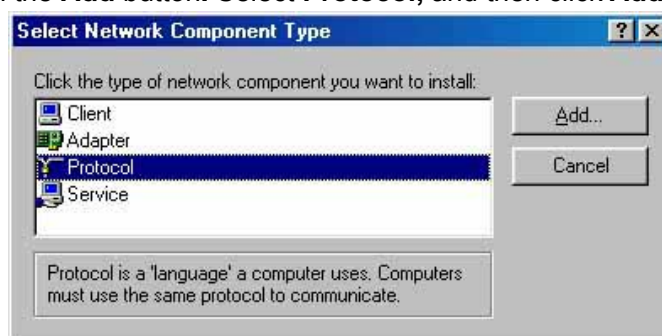 the Add button. Select Protocol, and then click Ad
Select Network Component Type
Click the type of network component you want to install:
Client
Adapter
Protocol
Service
Add...
Cancel
Protocol is a 'language' a computer uses. Computers
must use the same protocol to communicate.